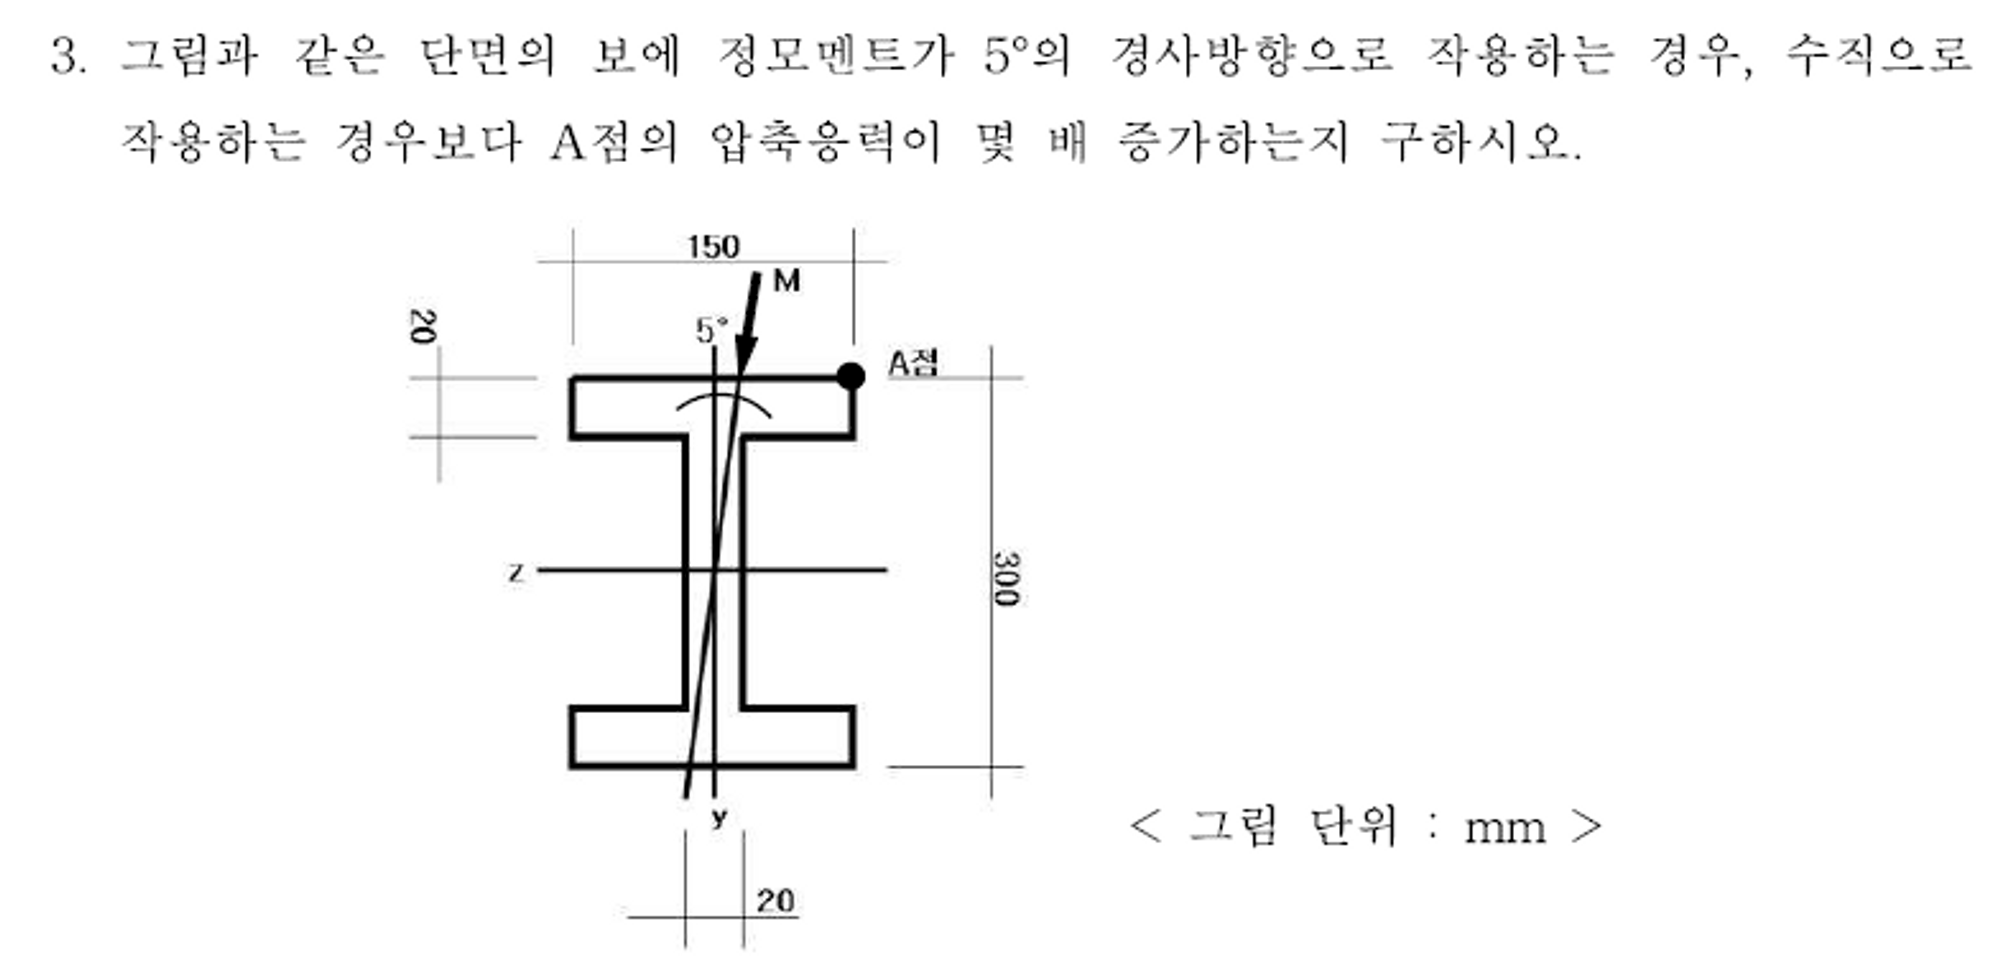 3. 그림과 같은 단면의 보에 정모멘트가 5°의 경사방향으로 작용하는 경우, 수직으로
작용하는 경우보다 A점의 압축응력이 몇 배 증가하는지 구하시오.
150
M
20
5°
A점
z
300
y
< 그림 단위 : mm >
20